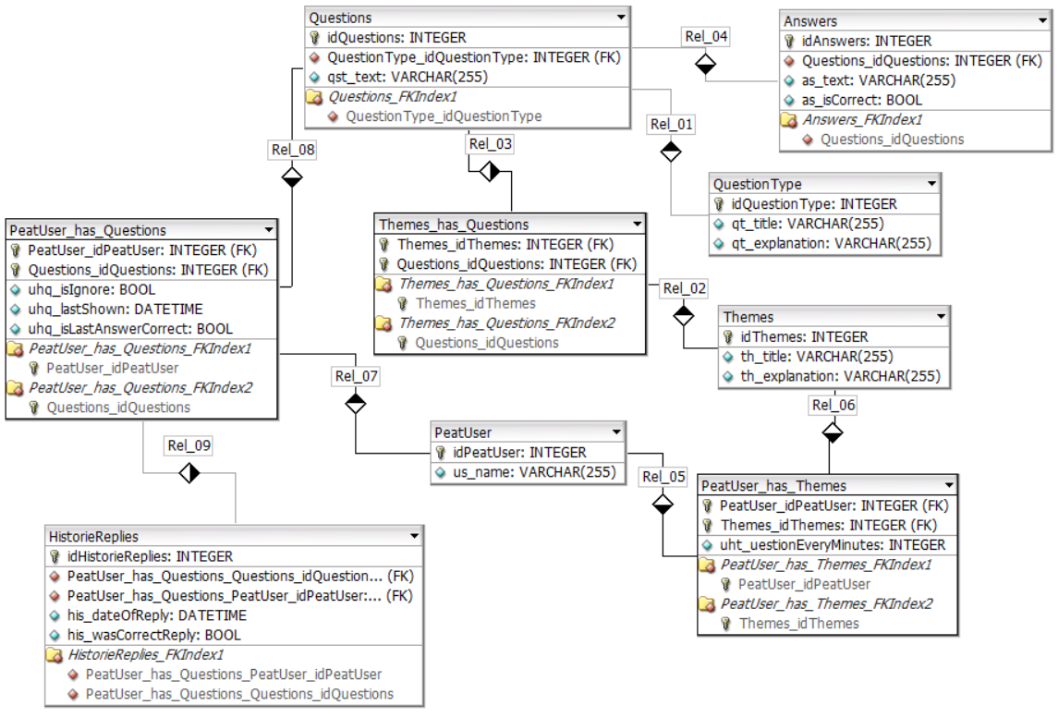 Questions
idQuestions: INTEGER
QuestionType_idQuestionType: INTEGER (FK)
qst_text: VARCHAR(255)
Questions_FKIndex1
QuestionType_idQuestionType
Rel_04
Answers
idAnswers: INTEGER
Questions_idQuestions: INTEGER (FK)
as_text: VARCHAR(255)
as_isCorrect: BOOL
Answers_FKIndex1
Questions_idQuestions
Rel_08
Rel_03
Rel_01
QuestionType
idQuestionType: INTEGER
qt_title: VARCHAR(255)
qt_explanation: VARCHAR(255)
PeatUser_has_Questions
PeatUser_idPeatUser: INTEGER (FK)
Questions_idQuestions: INTEGER (FK)
uhq_isIgnore: BOOL
uhq_lastShown: DATETIME
uhq_isLastAnswerCorrect: BOOL
PeatUser_has_Questions_FKIndex1
PeatUser_idPeatUser
PeatUser_has_Questions_FKIndex2
Questions_idQuestions
Themes_has_Questions
Themes_idThemes: INTEGER (FK)
Questions_idQuestions: INTEGER (FK)
Themes_has_Questions_FKIndex1
Themes_idThemes
Themes_has_Questions_FKIndex2
Questions_idQuestions
Rel_02
Themes
idThemes: INTEGER
th_title: VARCHAR(255)
th_explanation: VARCHAR(255)
Rel_07
Rel_06
PeatUser
idPeatUser: INTEGER
us_name: VARCHAR(255)
Rel_09
Rel_05
PeatUser_has_Themes
PeatUser_idPeatUser: INTEGER (FK)
Themes_idThemes: INTEGER (FK)
uht_uestionEveryMinutes: INTEGER
PeatUser_has_Themes_FKIndex1
PeatUser_idPeatUser
PeatUser_has_Themes_FKIndex2
Themes_idThemes
HistorieReplies
idHistorieReplies: INTEGER
PeatUser_has_Questions_Questions_idQuestion... (FK)
PeatUser_has_Questions_PeatUser_idPeatUser:... (FK)
his_dateOfReply: DATETIME
his_wasCorrectReply: BOOL
HistorieReplies_FKIndex1
PeatUser_has_Questions_PeatUser_idPeatUser
PeatUser_has_Questions_Questions_idQuestions